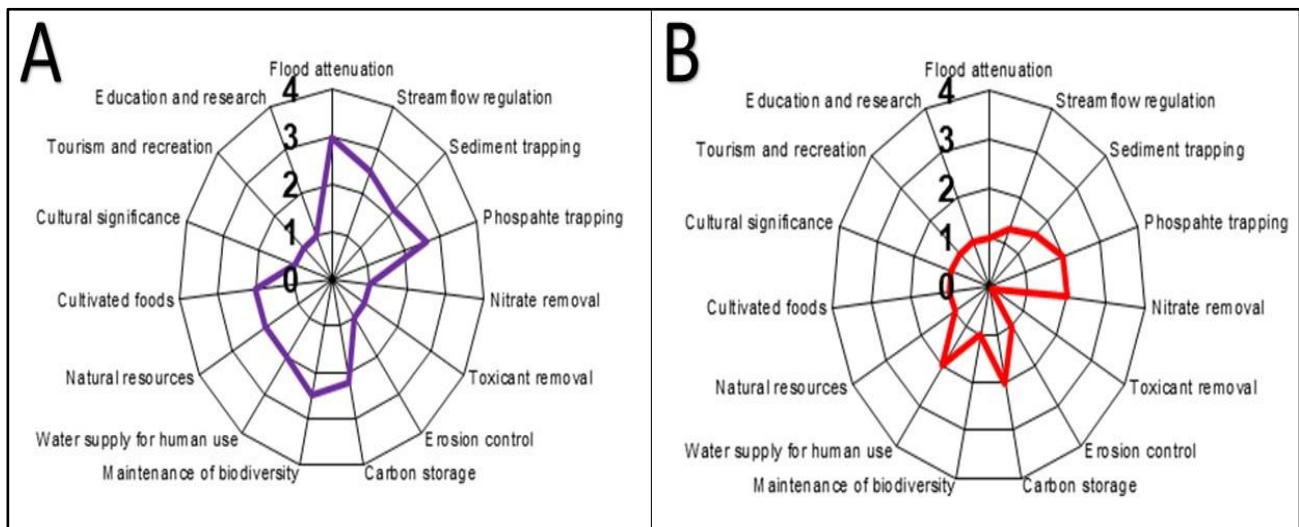 A
Flood attenuation
Streamflow regulation
Sediment trapping
Phospahte trapping
Nitrate removal
Toxicant removal
Erosion control
Carbon storage
Maintenance of biodiversity
Water supply for human use
Natural resources
Cultivated foods
Cultural significance
Tourism and recreation
Education and research
4
3
2
1
0
B
Flood attenuation
Streamflow regulation
Sediment trapping
Phospahte trapping
Nitrate removal
Toxicant removal
Erosion control
Carbon storage
Maintenance of biodiversity
Water supply for human use
Natural resources
Cultivated foods
Cultural significance
Tourism and recreation
Education and research
4
3
2
1
0